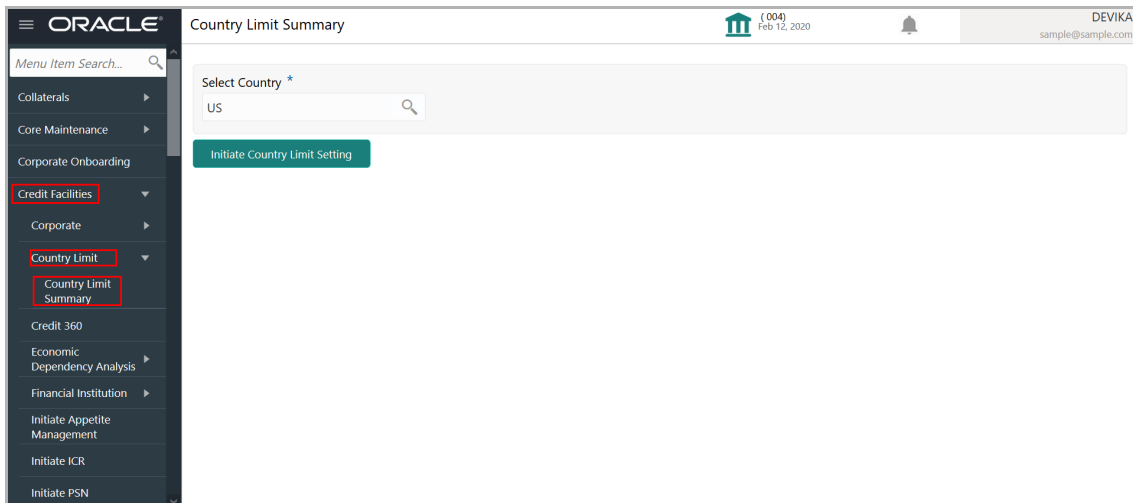 ORACLE
Country Limit Summary
( 004)
Feb 12, 2020
DEVIKA
sample@sample.com
Menu Item Search...
Collaterals
Core Maintenance
Corporate Onboarding
Credit Facilities
Corporate
Country Limit
Country Limit
Summary
Credit 360
Economic
Dependency Analysis
Financial Institution
Initiate Appetite
Management
Initiate ICR
Initiate PSN
Select Country *
US
Initiate Country Limit Setting